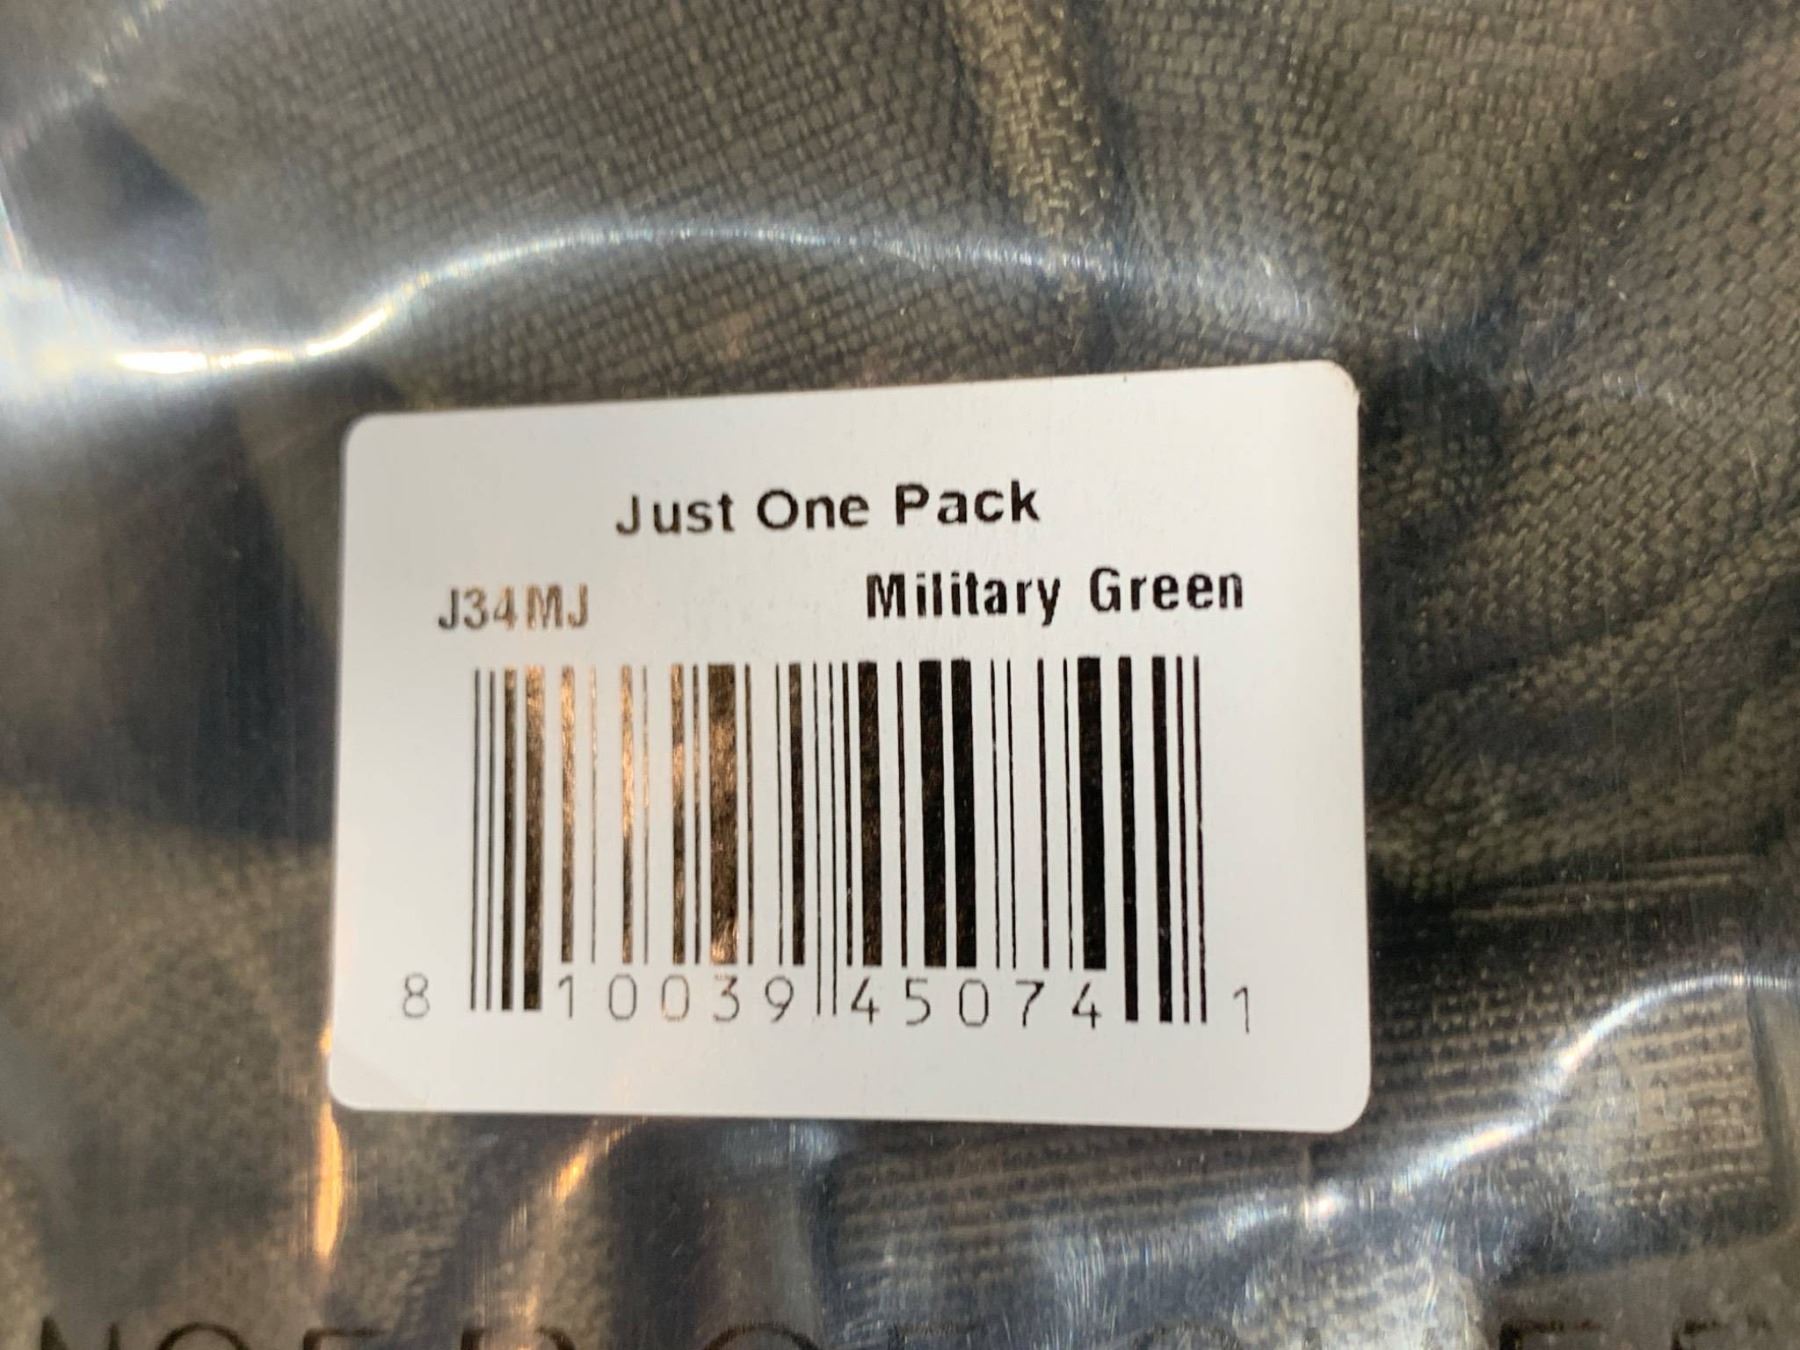 Just One Pack
J34MJ Military Green
8 10039 45074 1